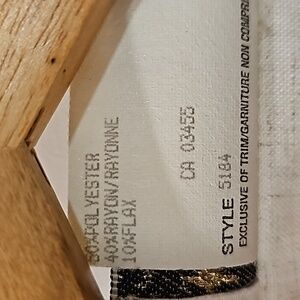 50%POLYESTER
40%RAYON/RAYONNE
10%FLAX
CA 03455
STYLE 5184
EXCLUSIVE OF TRIM/GARNITURE NON COMPRI